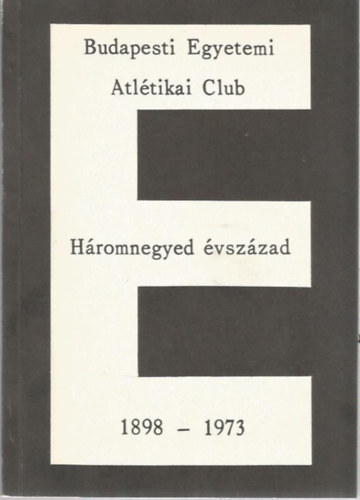 Budapesti Egyetemi
Atlétikai Club
Háromnegyed évszázad
1898 - 1973